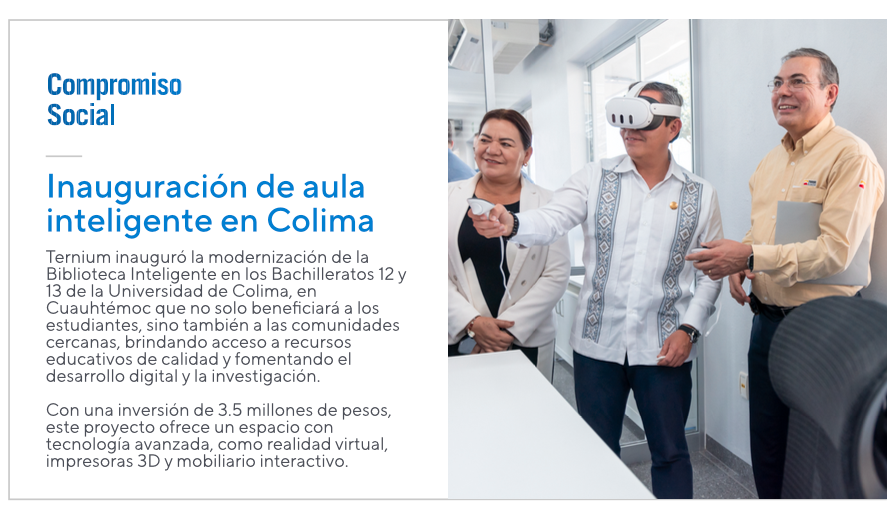 Compromiso
Social
Inauguración de aula
inteligente en Colima
Ternium inauguró la modernización de la
Biblioteca Inteligente en los Bachilleratos 12 y
13 de la Universidad de Colima, en
Cuauhtémoc que no solo beneficiará a los
estudiantes, sino también a las comunidades
cercanas, brindando acceso a recursos
educativos de calidad y fomentando el
desarrollo digital y la investigación.
Con una inversión de 3.5 millones de pesos,
este proyecto ofrece un espacio con
tecnología avanzada, como realidad virtual,
impresoras 3D y mobiliario interactivo.